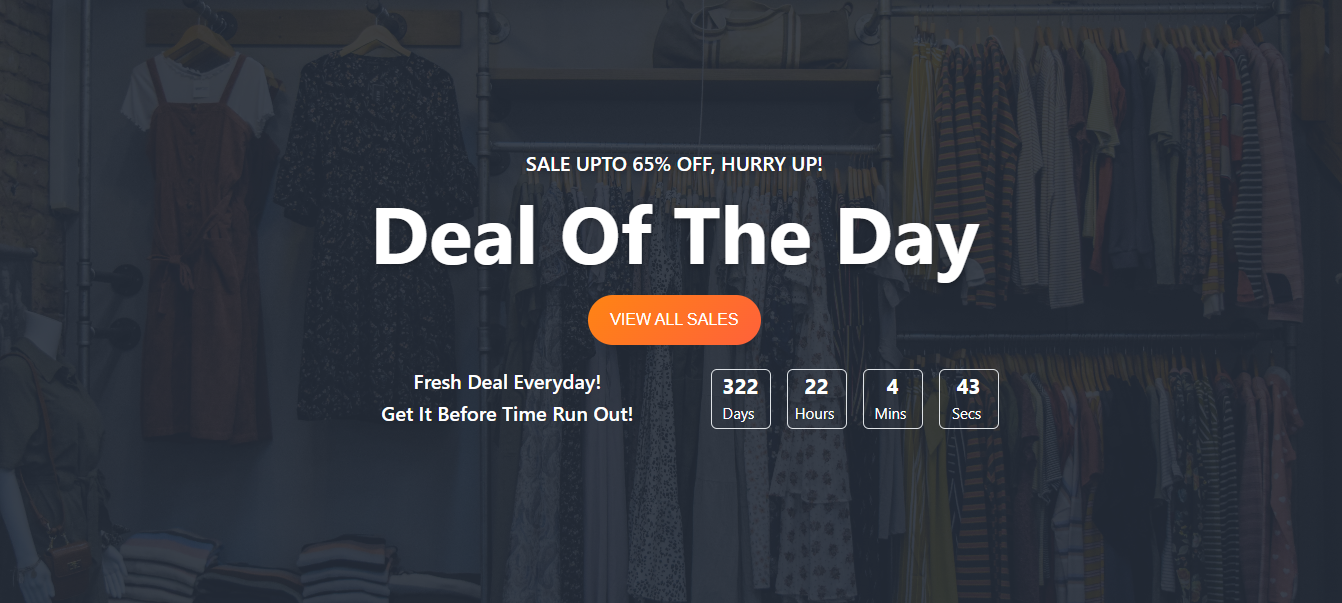 SALE UPTO 65% OFF, HURRY UP!
Deal Of The Day
VIEW ALL SALES
Fresh Deal Everyday!
Get It Before Time Run Out!
322 22 4 43
Days Hours Mins Secs